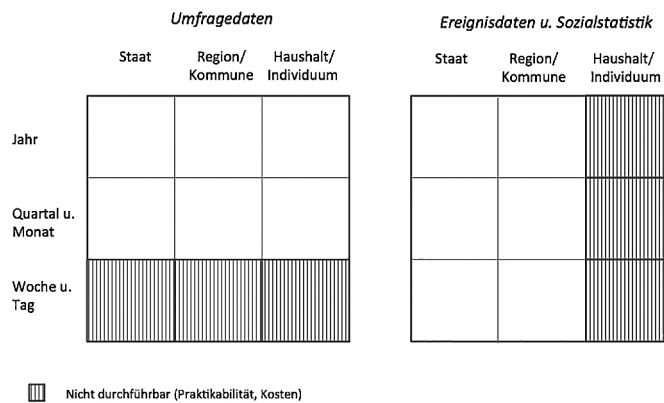 Umfragedaten
Ereignisdaten u. Sozialstatistik
Staat
Region/
Kommune
Haushalt/
Individuum
Staat
Region/
Kommune
Haushalt/
Individuum
Jahr
Quartal u.
Monat
Woche u.
Tag
Nicht durchführbar (Praktikabilität, Kosten)